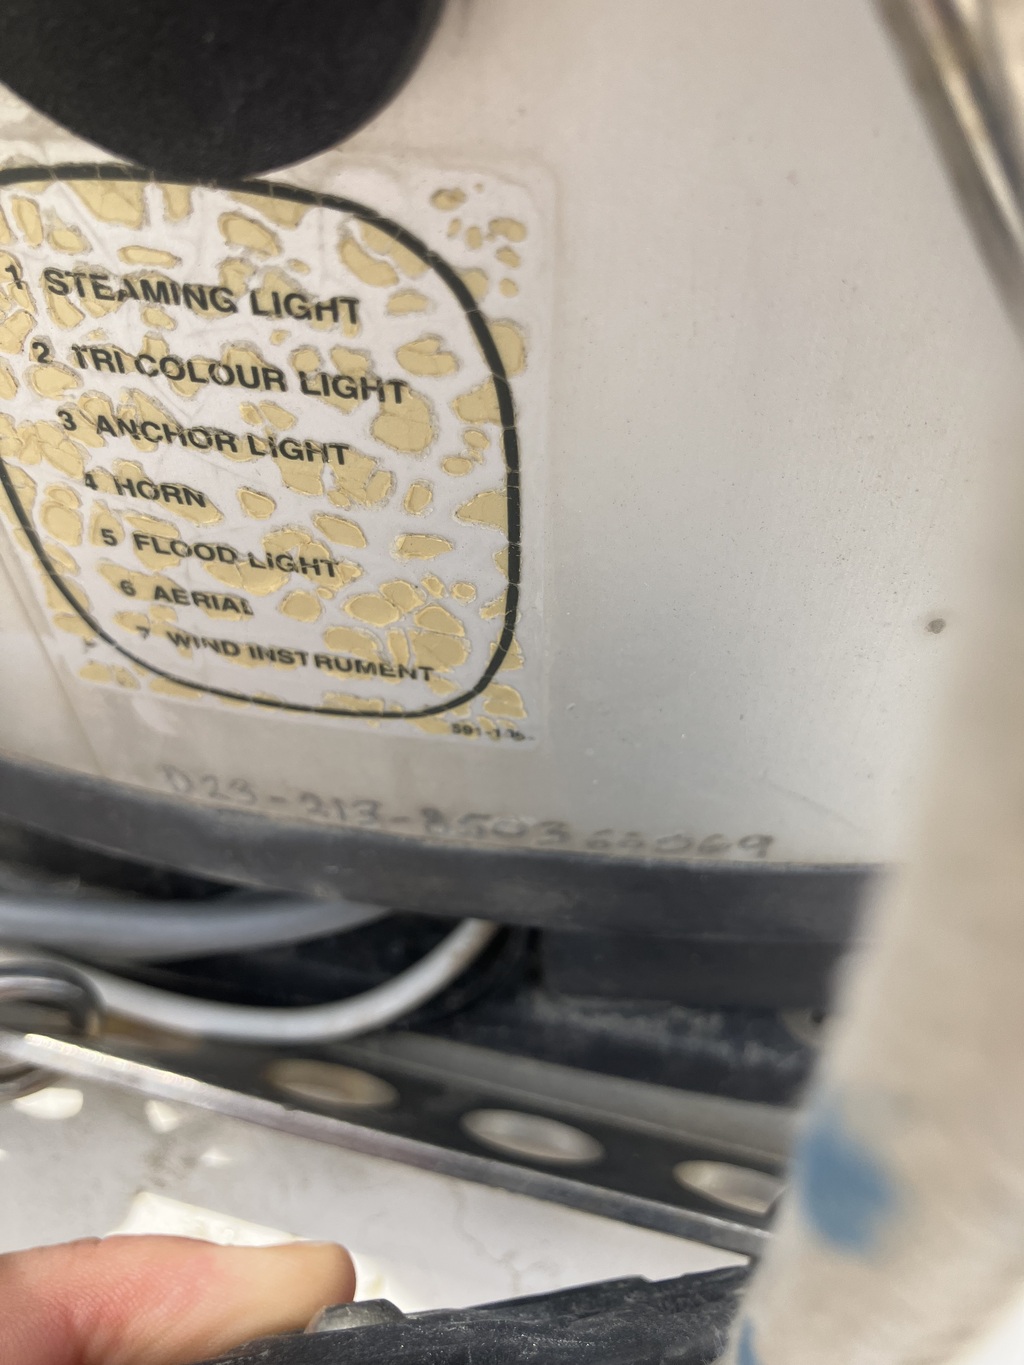 1 STEAMING LIGHT
2 TRI COLOUR LIGHT
3 ANCHOR LIGHT
4 HORN
5 FLOOD LIGHT
6 AERIAL
7 WIND INSTRUMENT